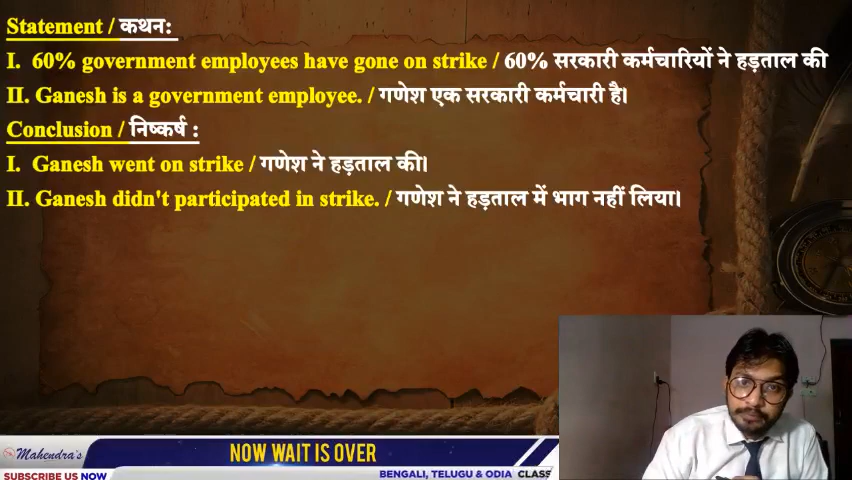 Statement / कथन:
I. 60% government employees have gone on strike / 60% सरकारी कर्मचारियों ने हड़ताल की
II. Ganesh is a government employee. / गणेश एक सरकारी कर्मचारी है।
Conclusion / निष्कर्ष :
I. Ganesh went on strike / गणेश ने हड़ताल की।
II. Ganesh didn't participated in strike. / गणेश ने हड़ताल में भाग नहीं लिया।
Mahendra's
NOW WAIT IS OVER
SUBSCRIBE US NOW
BENGALI, TELUGU & ODIA CLASS